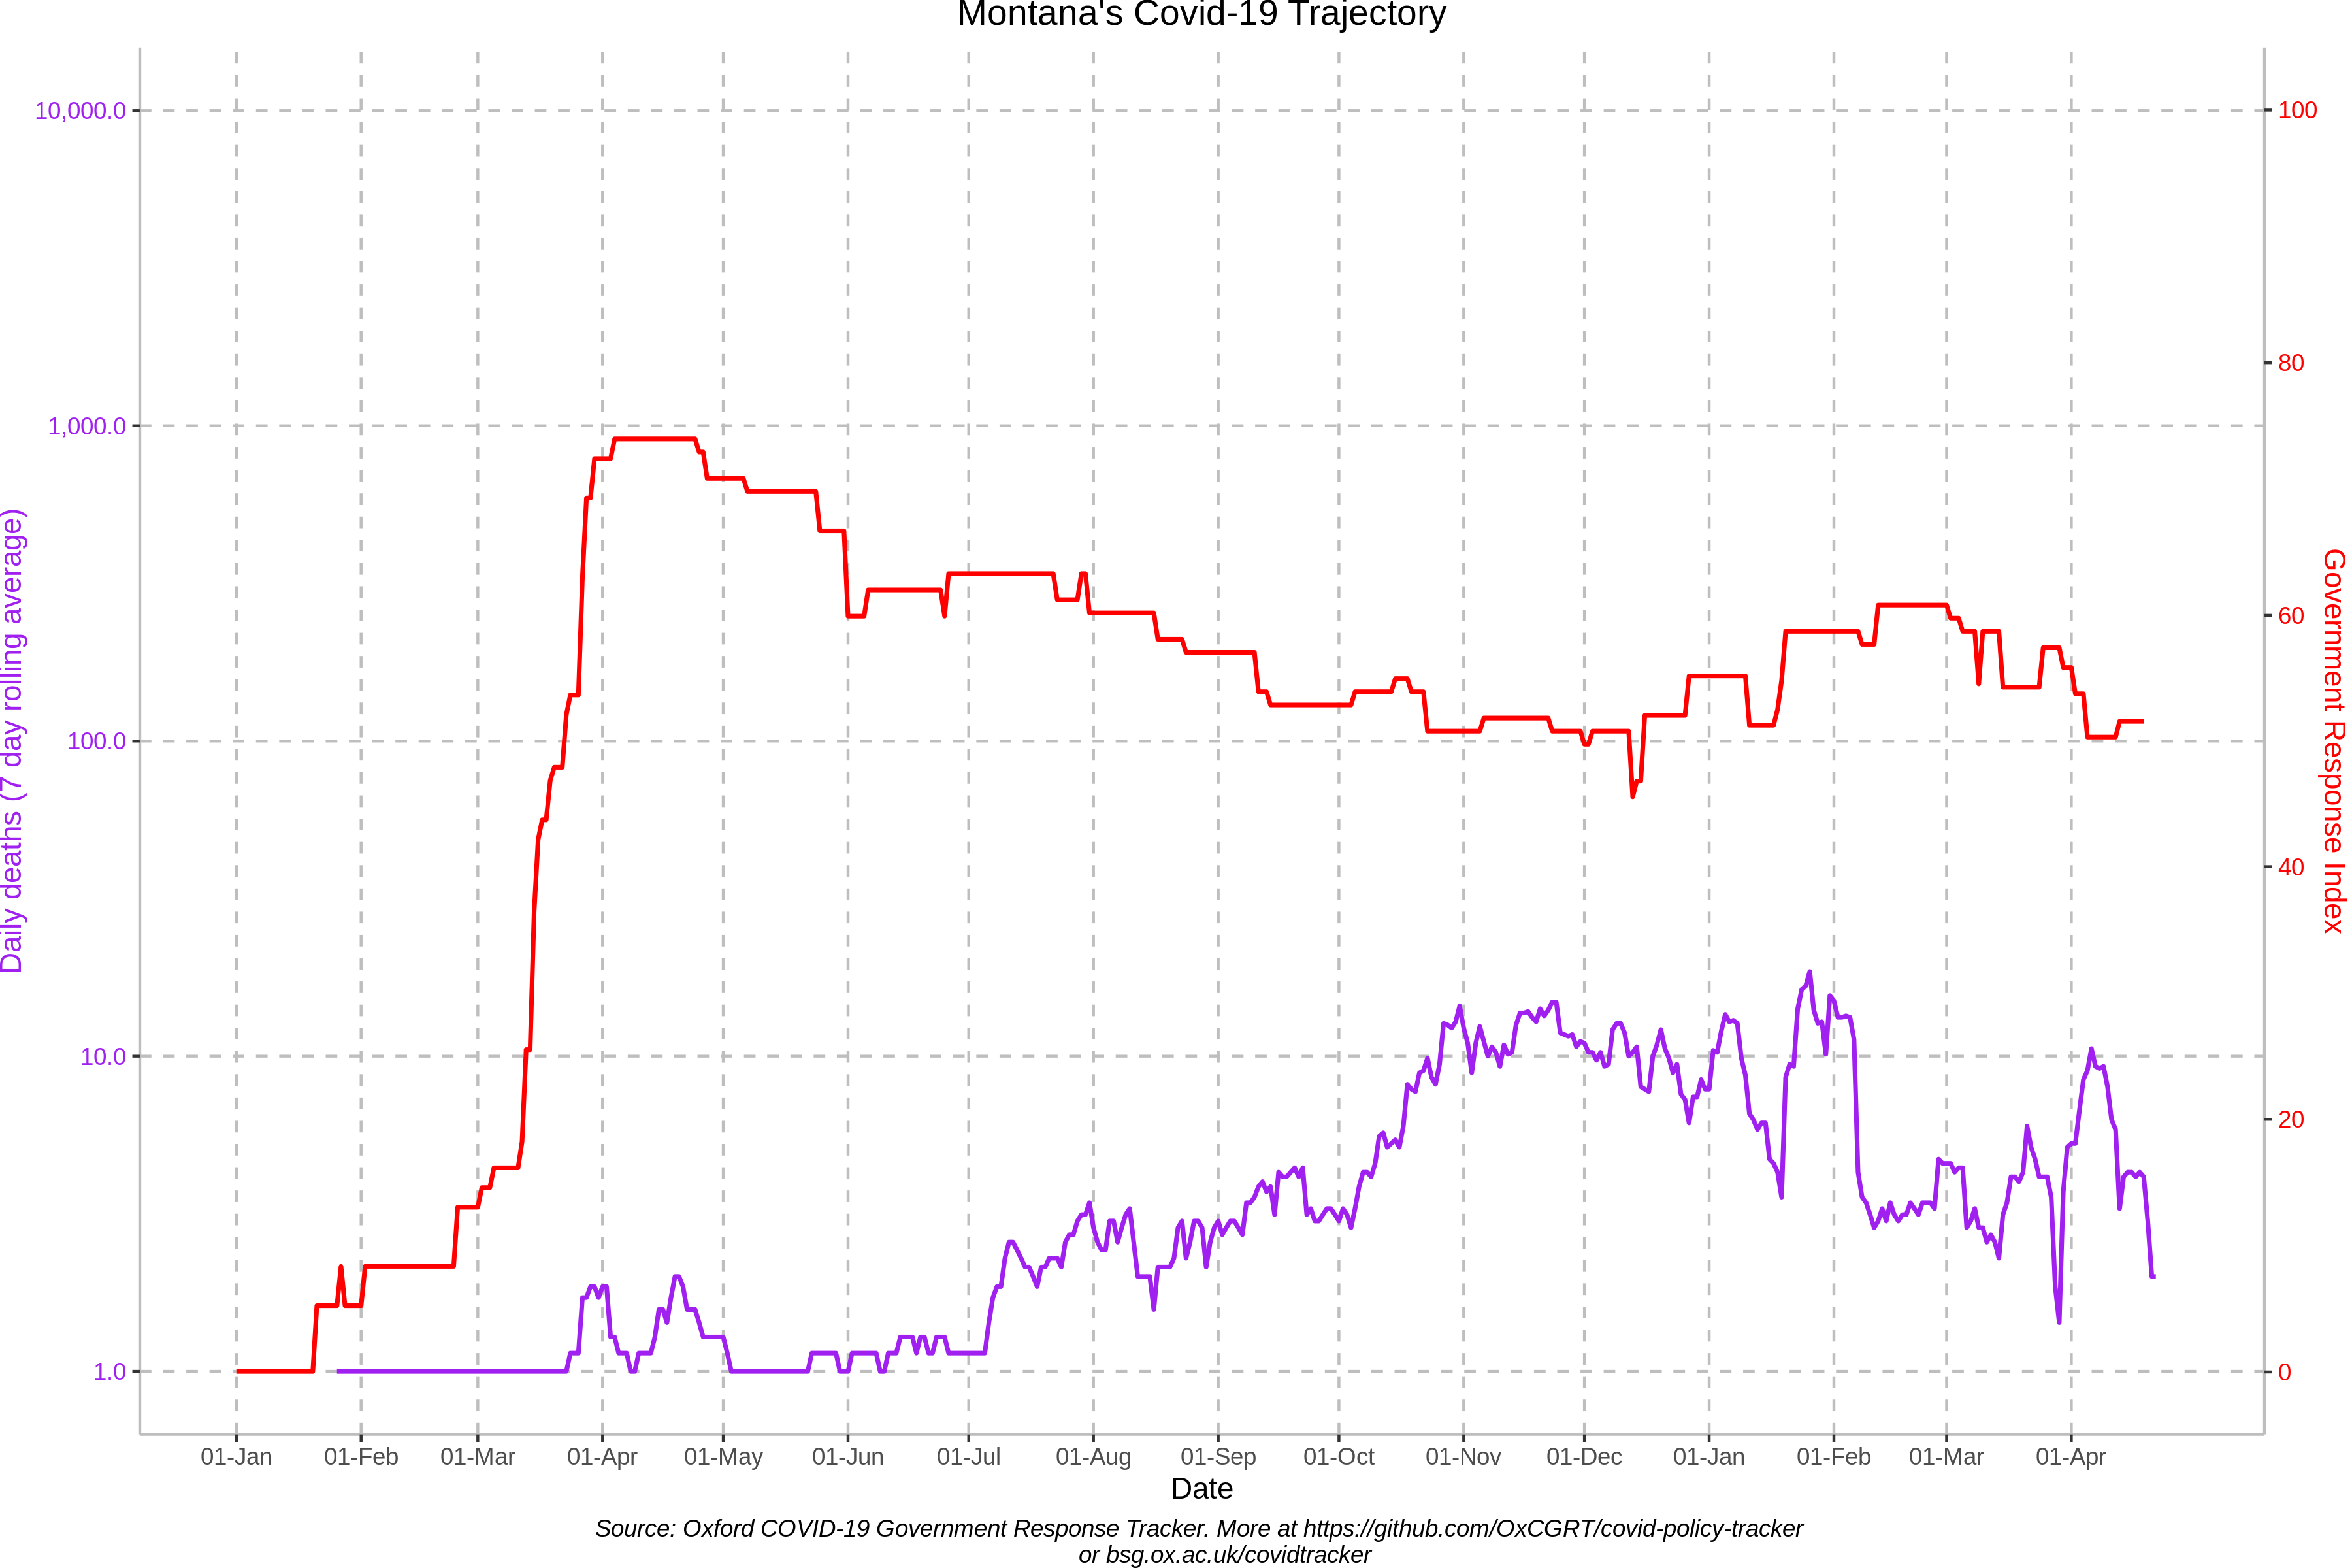 Montana's Covid-19 Trajectory
10,000.0
1,000.0
100.0
10.0
1.0
Daily deaths (7 day rolling average)
100
80
60
40
20
0
Government Response Index
01-Jan 01-Feb 01-Mar 01-Apr 01-May 01-Jun 01-Jul 01-Aug 01-Sep 01-Oct 01-Nov 01-Dec 01-Jan 01-Feb 01-Mar 01-Apr
Date
Source: Oxford COVID-19 Government Response Tracker. More at https://github.com/OxCGRT/covid-policy-tracker
or bsg.ox.ac.uk/covidtracker